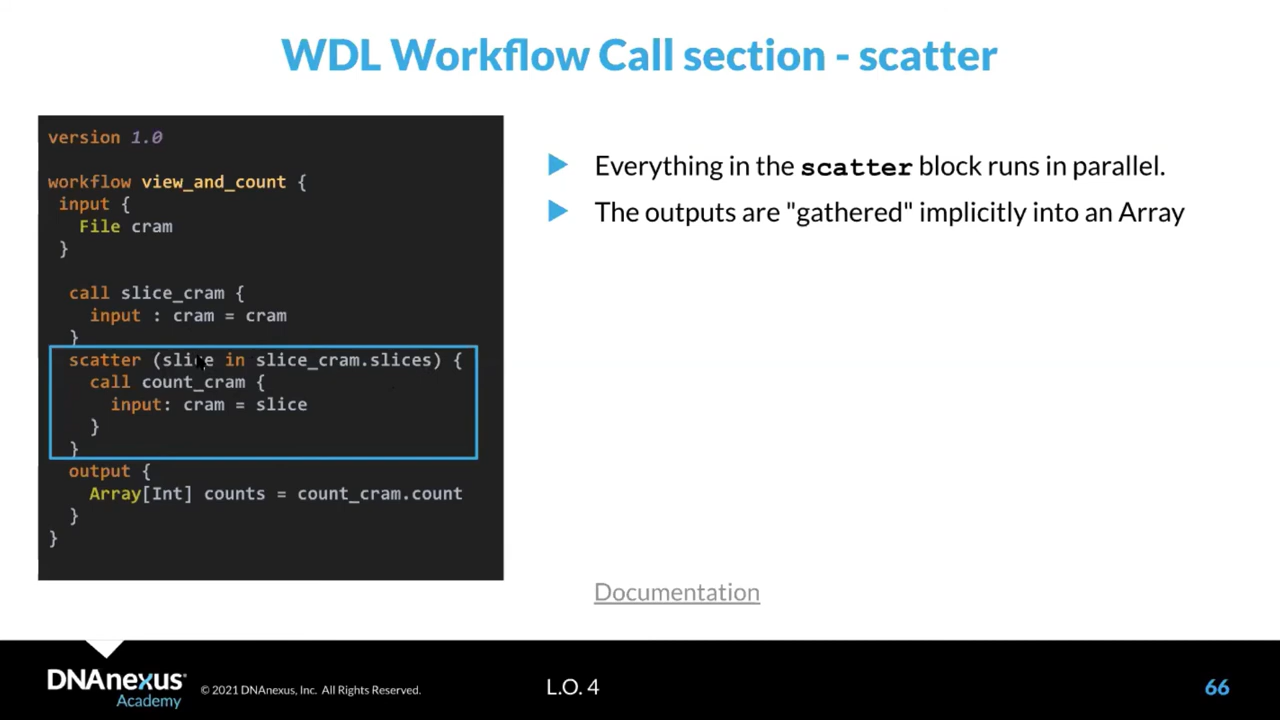 WDL Workflow Call section - scatter
version 1.0
workflow view_and_count {
input {
File cram
}
call slice_cram {
input : cram = cram
}
scatter (slice in slice_cram.slices) {
call count_cram {
input: cram = slice
}
}
output {
Array[Int] counts = count_cram.count
}
}
Everything in the scatter block runs in parallel.
The outputs are "gathered" implicitly into an Array
Documentation
DNAnexus
Academy
© 2021 DNAnexus, Inc. All Rights Reserved.
L.O. 4
66